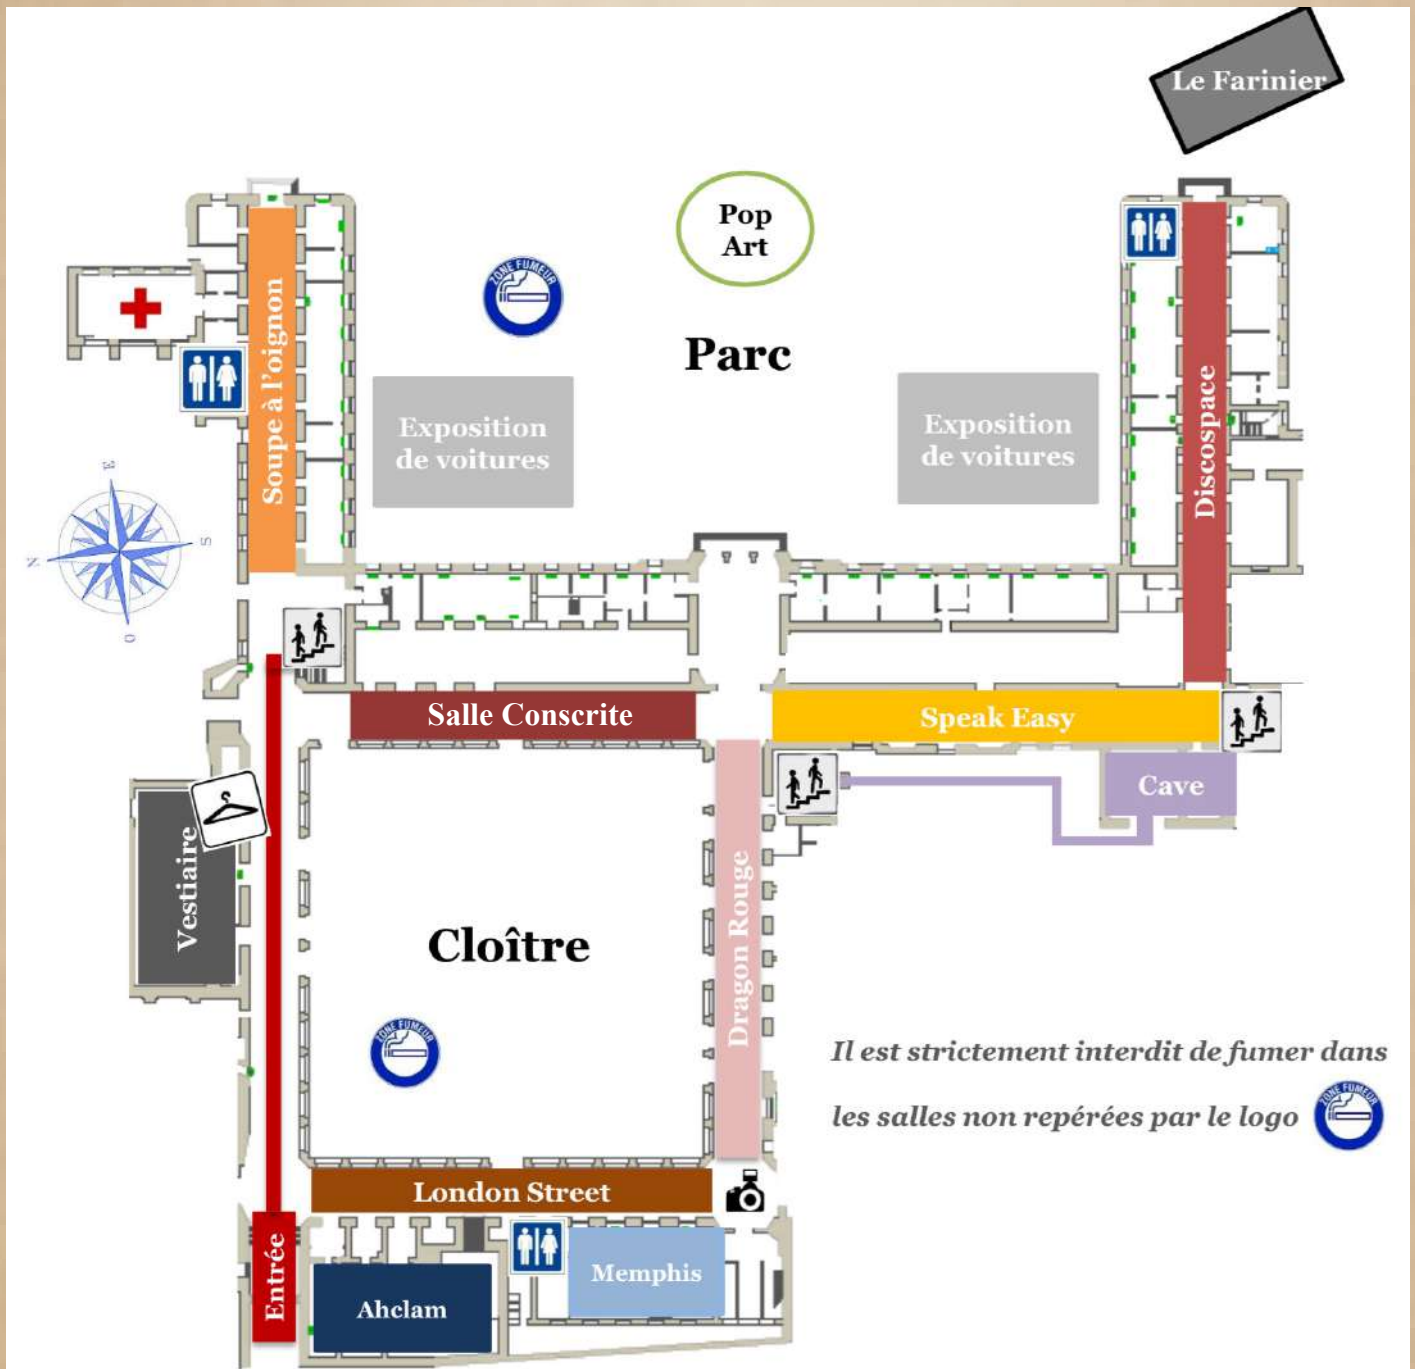 Le Farinier
Pop
Art
ZONE FUMEUR
Parc
Soupe à l'oignon
Exposition
de voitures
Exposition
de voitures
Discospace
E
S
N
O
Salle Conscrite
Speak Easy
Cave
Vestiaire
Dragon Rouge
Cloître
ZONE FUMEUR
Il est strictement interdit de fumer dans
les salles non repérées par le logo
ZONE FUMEUR
London Street
Entrée
Memphis
Ahclam